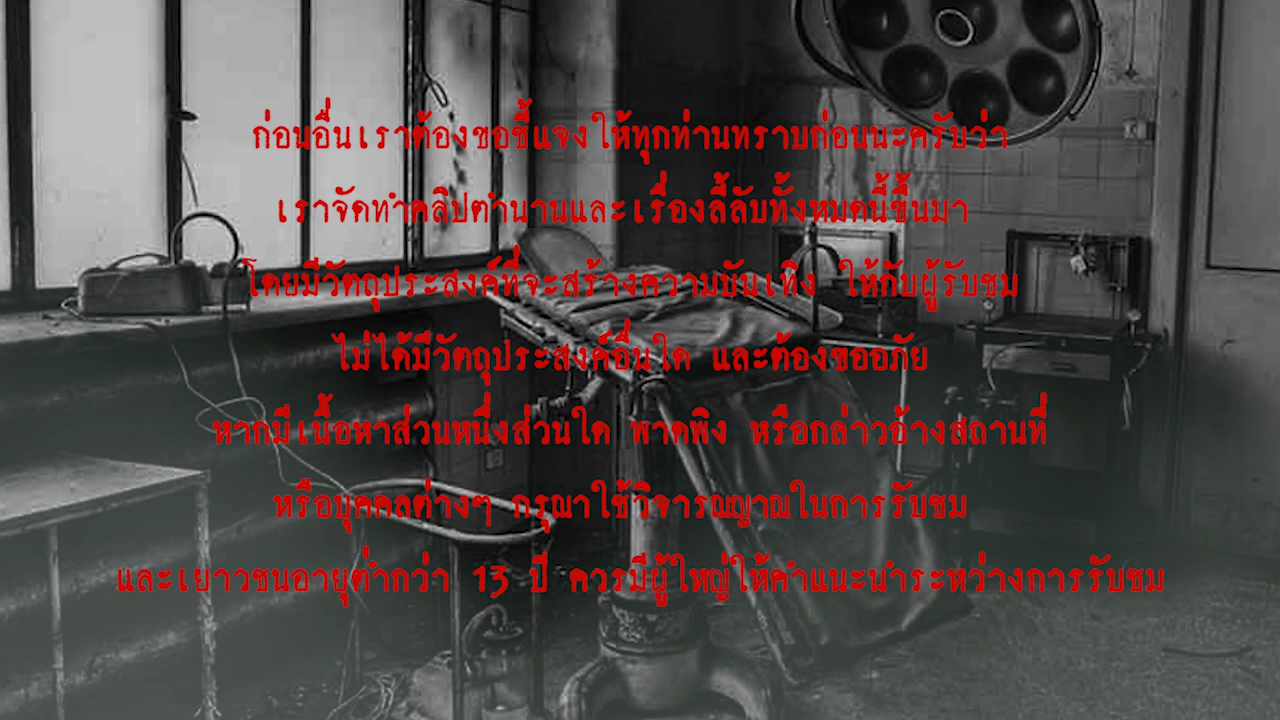 ก่อนอื่นเราต้องขอชี้แจงให้ทุกท่านทราบก่อนนะครับว่า
เราจัดทำคลิปตำนานและเรื่องลี้ลับทั้งหมดนี้ขึ้นมา
โดยมีวัตถุประสงค์ที่จะสร้างความบันเทิง ให้กับผู้รับชม
ไม่ได้มีวัตถุประสงค์อื่นใด และต้องขออภัย
หากมีเนื้อหาส่วนหนึ่งส่วนใด พาดพิง หรือกล่าวอ้างสถานที่
หรือบุคคลต่างๆ กรุณาใช้วิจารณญาณในการรับชม
และเยาวชนอายุต่ำกว่า 13 ปี ควรมีผู้ใหญ่ให้คำแนะนำระหว่างการรับชม